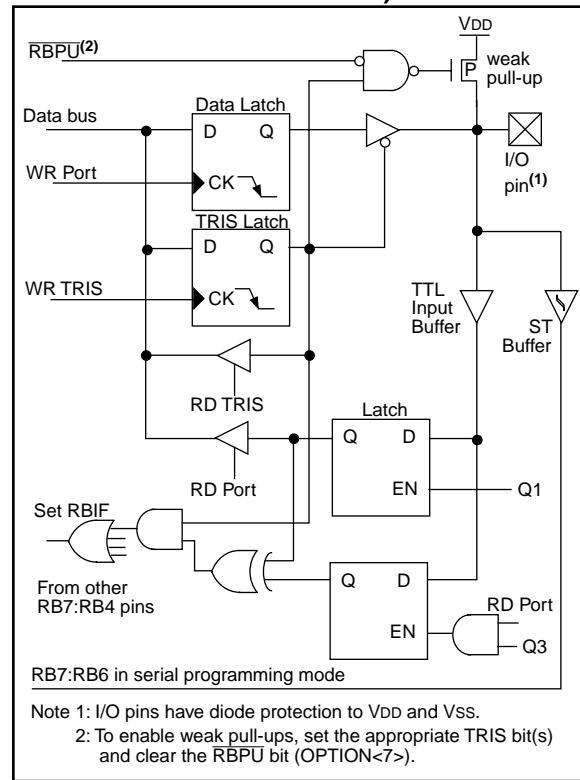 VDD
RBPU(2)
weak
pull-up
P
Data Latch
Data bus
D Q
I/O
pin(1)
WR Port
CK
TRIS Latch
D Q
WR TRIS
CK
TTL
Input
Buffer
ST
Buffer
RD TRIS
Latch
Q D
RD Port
EN
Q1
Set RBIF
From other
RB7:RB4 pins
Q D
RD Port
EN
Q3
RB7:RB6 in serial programming mode
Note 1: I/O pins have diode protection to VDD and VSS.
2: To enable weak pull-ups, set the appropriate TRIS bit(s)
and clear the RBPU bit (OPTION<7>).